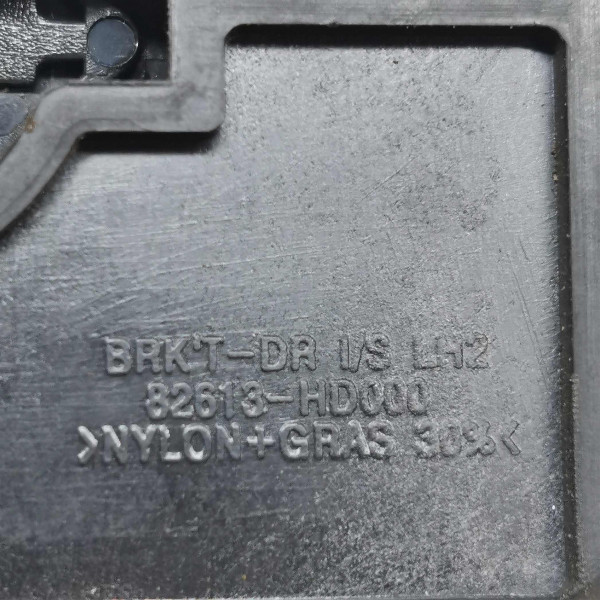 BRK'T-DR I/S LH2
82613-HD000
>NYLON+GRAS 30%<